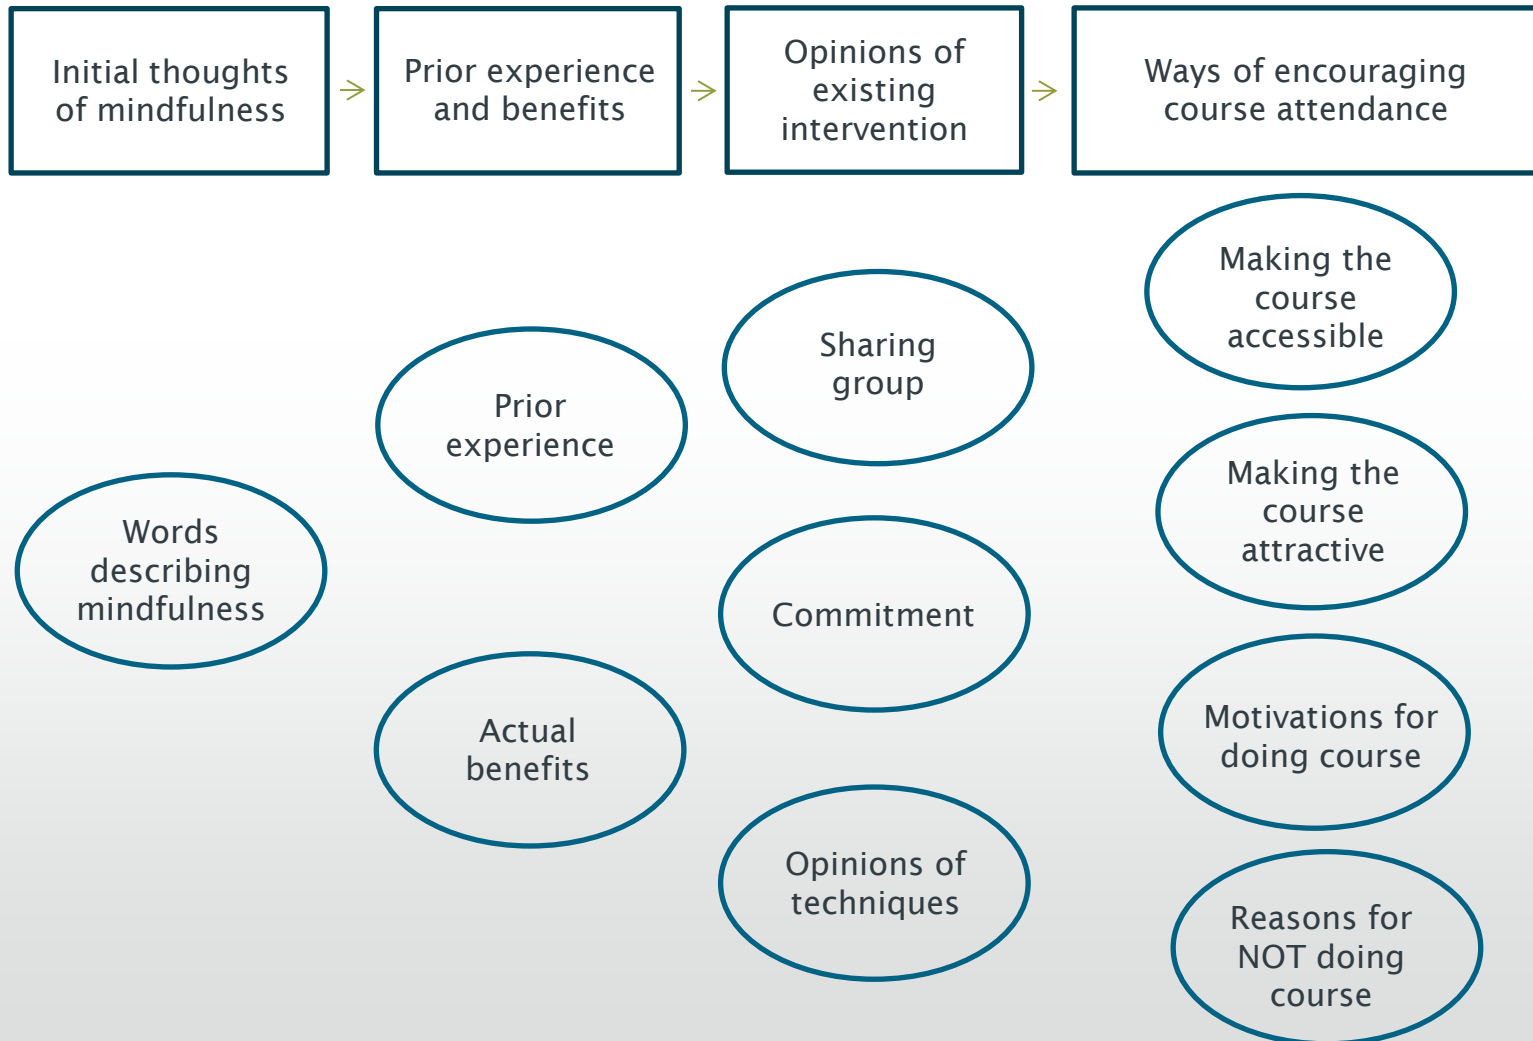 Initial thoughts
of mindfulness
Prior experience
and benefits
Opinions of
existing
intervention
Ways of encouraging
course attendance
Words
describing
mindfulness
Prior
experience
Actual
benefits
Sharing
group
Commitment
Opinions of
techniques
Making the
course
accessible
Making the
course
attractive
Motivations for
doing course
Reasons for
NOT doing
course